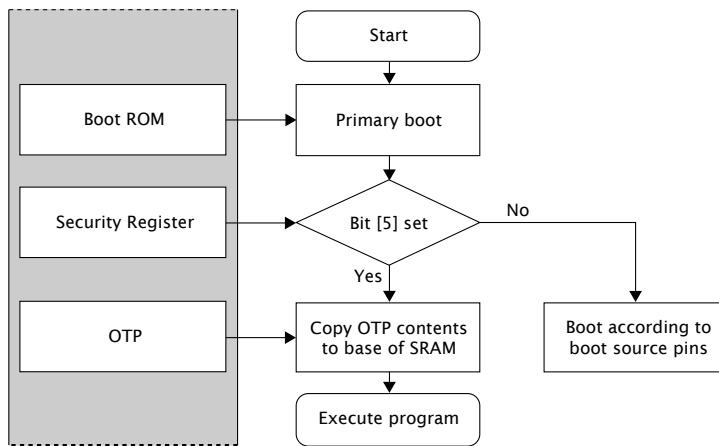 Start
Boot ROM
Primary boot
Security Register
Bit [5] set
No
Yes
OTP
Copy OTP contents
to base of SRAM
Boot according to
boot source pins
Execute program